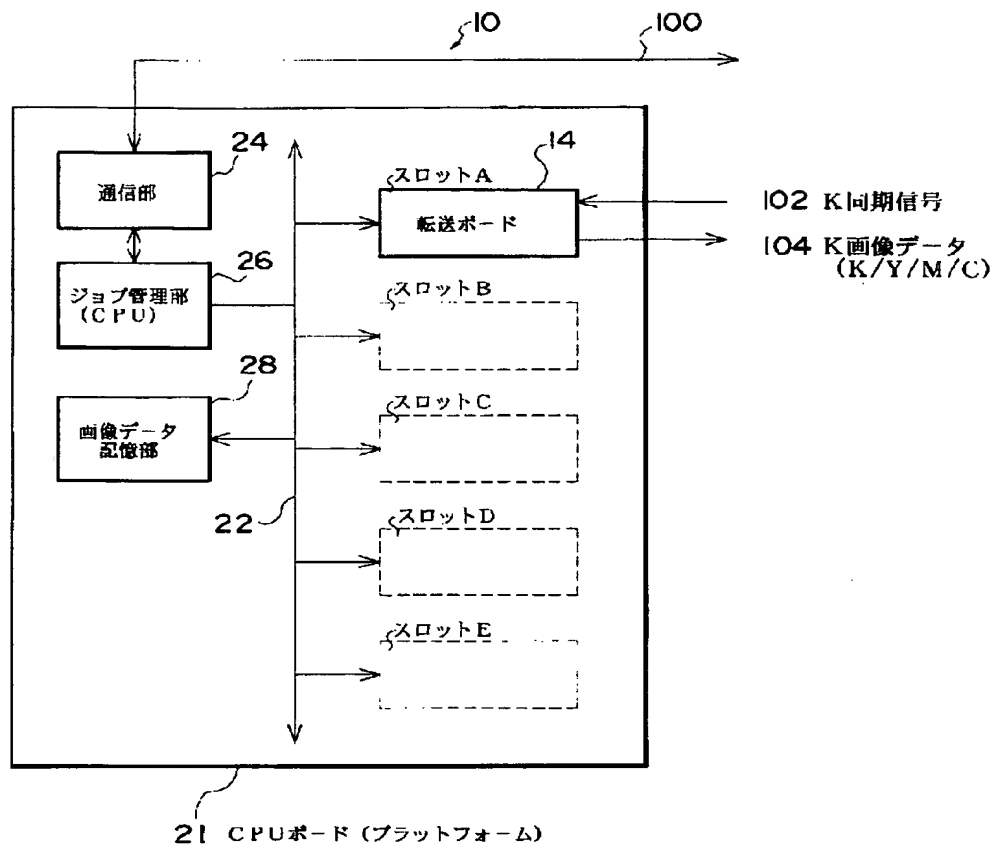 10
100
24
通信部
26
ジョブ管理部
(CPU)
28
画像データ
記憶部
22
スロットA
14
転送ボード
102 K同期信号
104 K画像データ
(K/Y/M/C)
スロットB
スロットC
スロットD
スロットE
21 CPUボード(プラットフォーム)